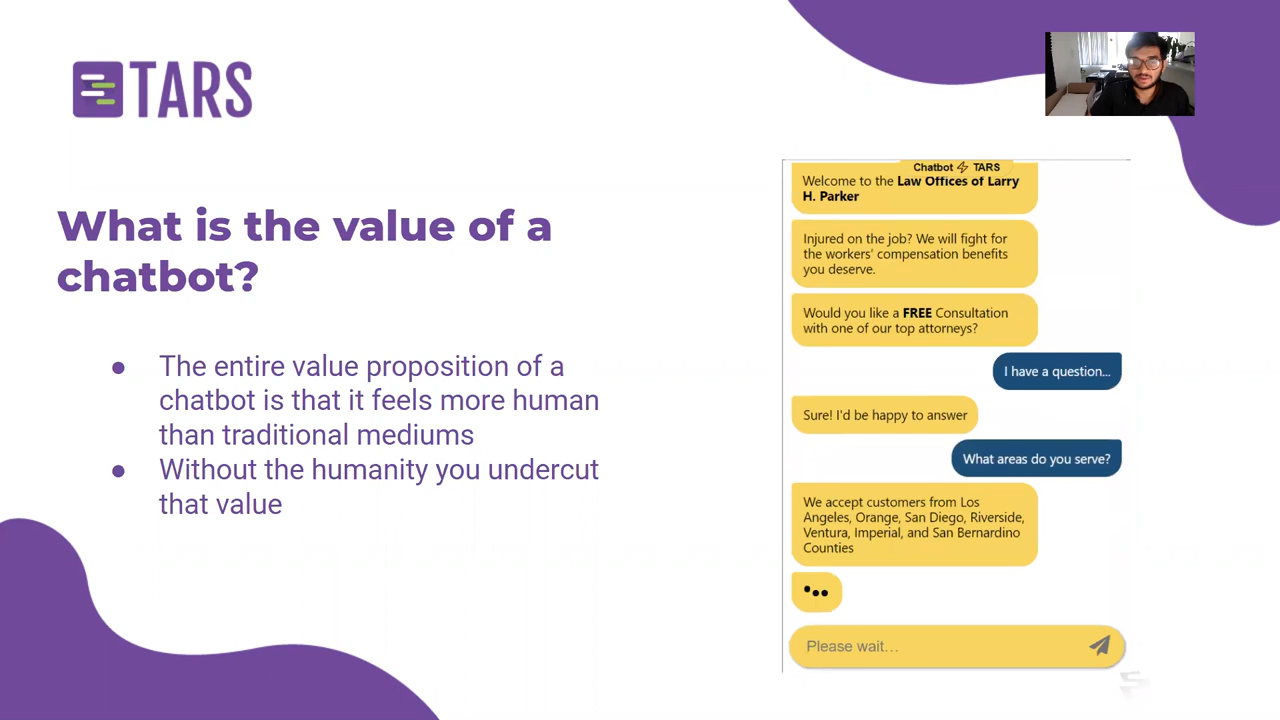 TARS
What is the value of a
chatbot?
● The entire value proposition of a
chatbot is that it feels more human
than traditional mediums
● Without the humanity you undercut
that value
Chatbot ⚡ TARS
Welcome to the Law Offices of Larry
H. Parker
Injured on the job? We will fight for
the workers' compensation benefits
you deserve.
Would you like a FREE Consultation
with one of our top attorneys?
I have a question...
Sure! I'd be happy to answer
What areas do you serve?
We accept customers from Los
Angeles, Orange, San Diego, Riverside,
Ventura, Imperial, and San Bernardino
Counties
Please wait...